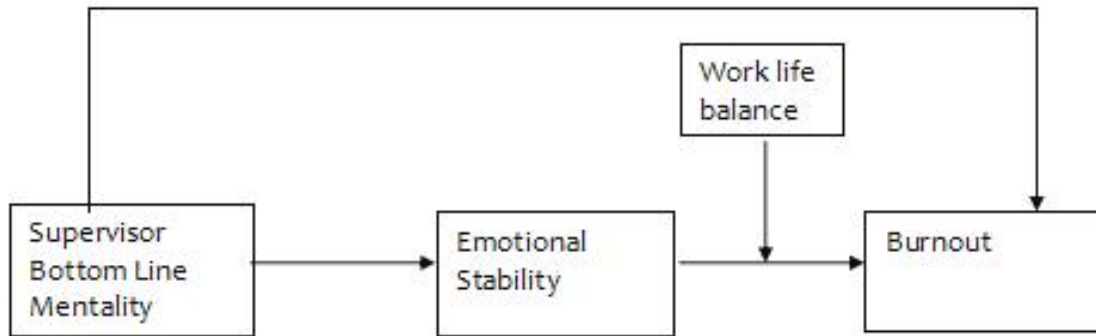 Work life
balance
Supervisor
Bottom Line
Mentality
Emotional
Stability
Burnout